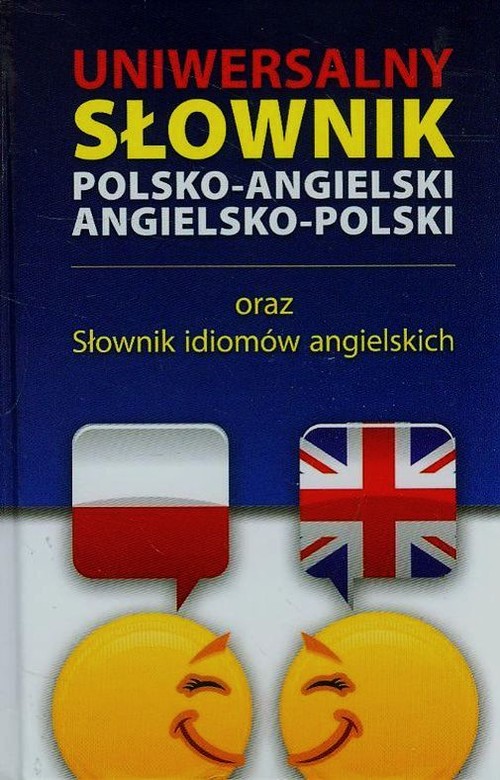 UNIWERSALNY
SŁOWNIK
POLSKO-ANGIELSKI
ANGIELSKO-POLSKI
oraz
Słownik idiomów angielskich